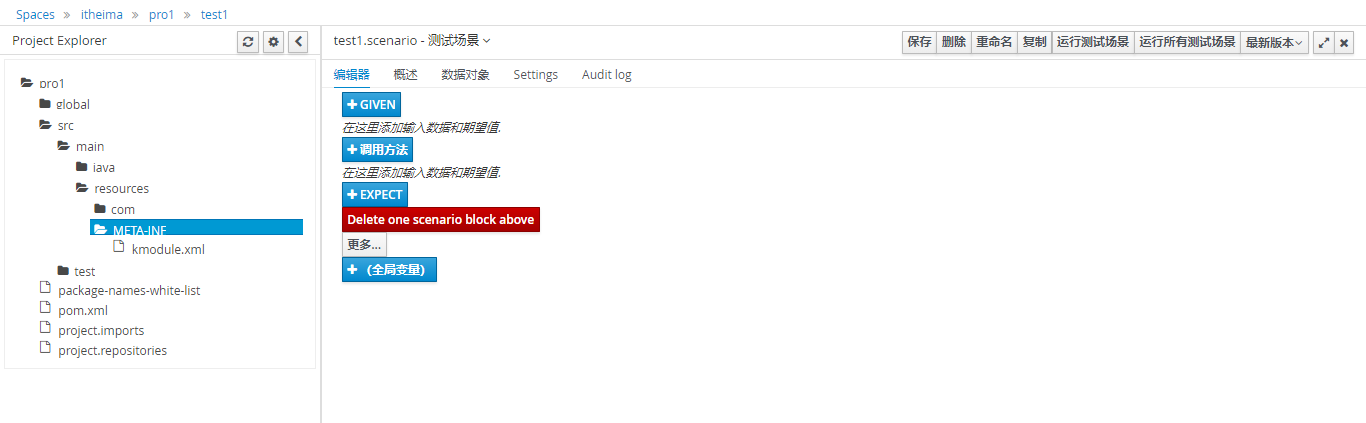 Spaces » itheima » pro1 » test1
Project Explorer
pro1
global
src
main
java
resources
com
META-INF
kmodule.xml
test
package-names-white-list
pom.xml
project.imports
project.repositories
test1.scenario - 测试场景
保存 删除 重命名 复制 运行测试场景 运行所有测试场景 最新版本
编辑器 概述 数据对象 Settings Audit log
+ GIVEN
在这里添加输入数据和期望值.
+ 调用方法
在这里添加输入数据和期望值.
+ EXPECT
Delete one scenario block above
更多...
+ （全局变量）